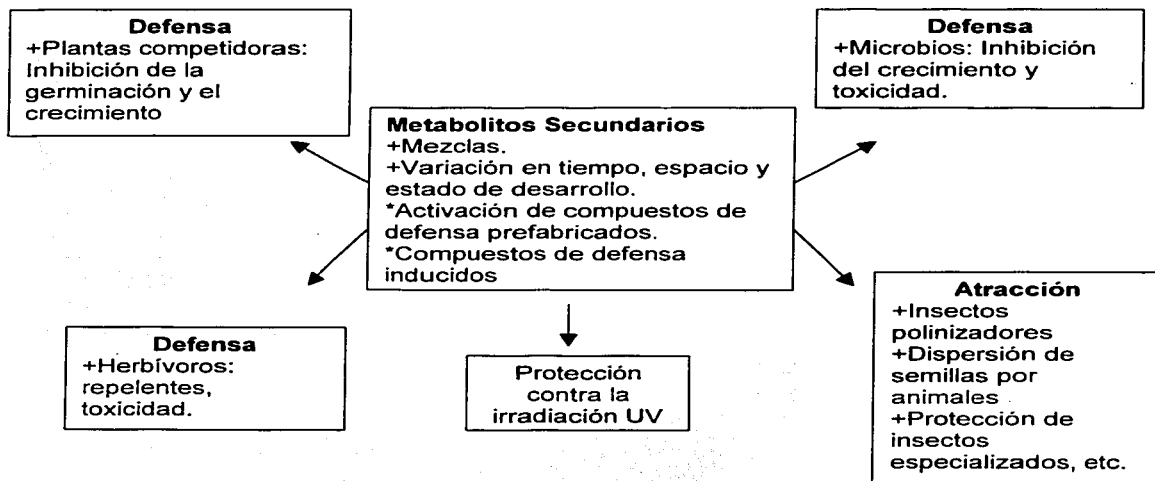 Defensa
+Plantas competidoras:
Inhibición de la
germinación y el
crecimiento
Defensa
+Microbios: Inhibición
del crecimiento y
toxicidad.
Metabolitos Secundarios
+Mezclas.
+Variación en tiempo, espacio y
estado de desarrollo.
*Activación de compuestos de
defensa prefabricados.
*Compuestos de defensa
inducidos
Defensa
+Herbívoros:
repelentes,
toxicidad.
Protección
contra la
irradiación UV
Atracción
+Insectos
polinizadores
+Dispersión de
semillas por
animales
+Protección de
insectos
especializados, etc.